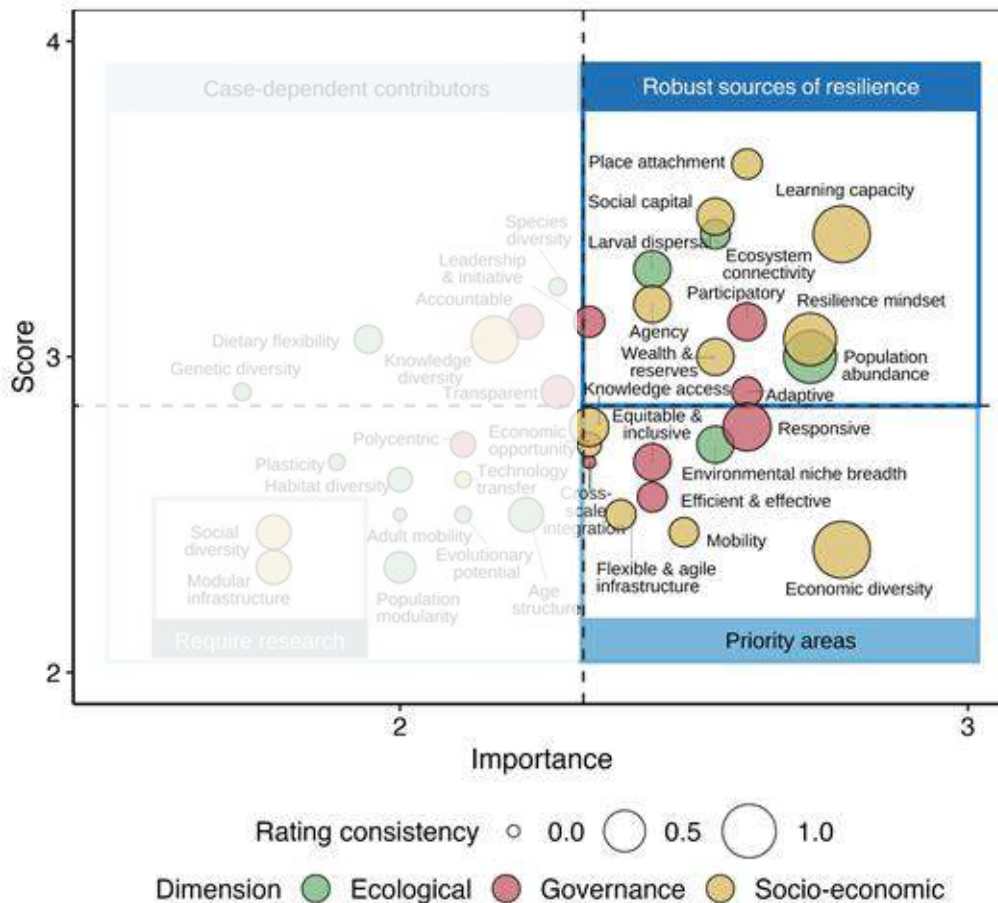 4
Case-dependent contributors
Robust sources of resilience
Place attachment
Learning capacity
Social capital
Species
diversity
Larval dispersal
Ecosystem
connectivity
Leadership
& initiative
Participatory
Resilience mindset
Accountable
Agency
Dietary flexibility
3
Knowledge
diversity
Wealth &
reserves
Population
abundance
Genetic diversity
Transparent
Knowledge access
Adaptive
Score
Economic
opportunity
Equitable &
inclusive
Responsive
Polycentric
Plasticity
Technology
transfer
Environmental niche breadth
Habitat diversity
Cross-
scale
integration
Efficient & effective
Social
diversity
Adult mobility
Evolutionary
potential
Mobility
Flexible & agile
infrastructure
Modular
infrastructure
Population
modularity
Age
structure
Economic diversity
Require research
Priority areas
2
2
3
Importance
Rating consistency 0.0 0.5 1.0
Dimension Ecological Governance Socio-economic